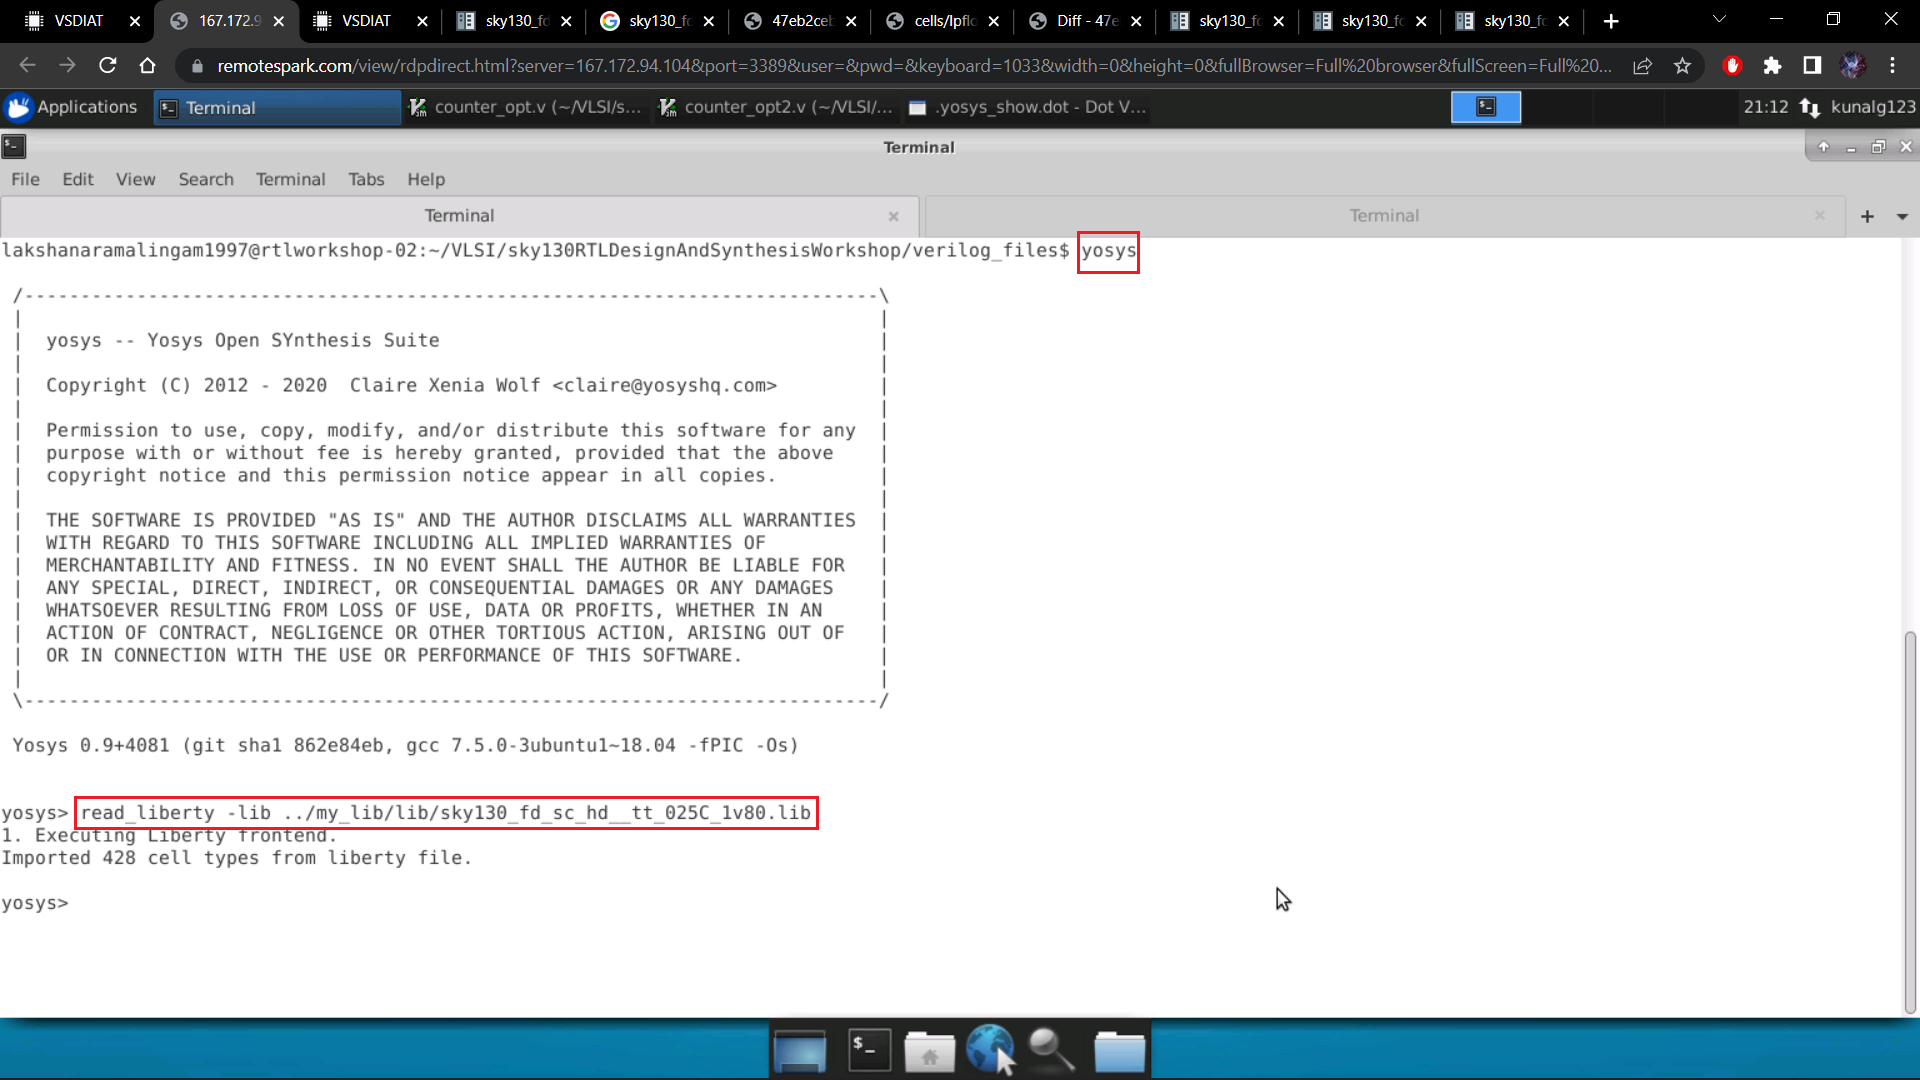 VSDIAT
167.172.9
VSDIAT
sky130_fd
sky130_fd
47eb2ceb
cells/lpflo
Diff - 47e
sky130_fd
sky130_fd
sky130_fd
remotespark.com/view/rdpdirect.html?server=167.172.94.104&port=3389&user=&pwd=&keyboard=1033&width=0&height=0&fullBrowser=Full%20browser&fullScreen=Full%20...
Applications
Terminal
counter_opt.v (~/VLSI/s...
counter_opt2.v (~/VLSI/...
.yosys_show.dot - Dot V...
21:12
kunalg123
Terminal
File Edit View Search Terminal Tabs Help
Terminal
Terminal
lakshanaramalingam1997@rtlworkshop-02:~/VLSI/sky130RTLDesignAndSynthesisWorkshop/verilog_files$ yosys
/----------------------------------------------------------------------------\
|                                                                            |
|  yosys -- Yosys Open SYnthesis Suite                                       |
|                                                                            |
|  Copyright (C) 2012 - 2020  Claire Xenia Wolf <claire@yosyshq.com>         |
|                                                                            |
|  Permission to use, copy, modify, and/or distribute this software for any  |
|  purpose with or without fee is hereby granted, provided that the above    |
|  copyright notice and this permission notice appear in all copies.         |
|                                                                            |
|  THE SOFTWARE IS PROVIDED "AS IS" AND THE AUTHOR DISCLAIMS ALL WARRANTIES  |
|  WITH REGARD TO THIS SOFTWARE INCLUDING ALL IMPLIED WARRANTIES OF          |
|  MERCHANTABILITY AND FITNESS. IN NO EVENT SHALL THE AUTHOR BE LIABLE FOR   |
|  ANY SPECIAL, DIRECT, INDIRECT, OR CONSEQUENTIAL DAMAGES OR ANY DAMAGES    |
|  WHATSOEVER RESULTING FROM LOSS OF USE, DATA OR PROFITS, WHETHER IN AN     |
|  ACTION OF CONTRACT, NEGLIGENCE OR OTHER TORTIOUS ACTION, ARISING OUT OF   |
|  OR IN CONNECTION WITH THE USE OR PERFORMANCE OF THIS SOFTWARE.            |
|                                                                            |
\----------------------------------------------------------------------------/
Yosys 0.9+4081 (git sha1 862e84eb, gcc 7.5.0-3ubuntu1~18.04 -fPIC -Os)
yosys> read_liberty -lib ../my_lib/lib/sky130_fd_sc_hd__tt_025C_1v80.lib
1. Executing Liberty frontend.
Imported 428 cell types from liberty file.
yosys>